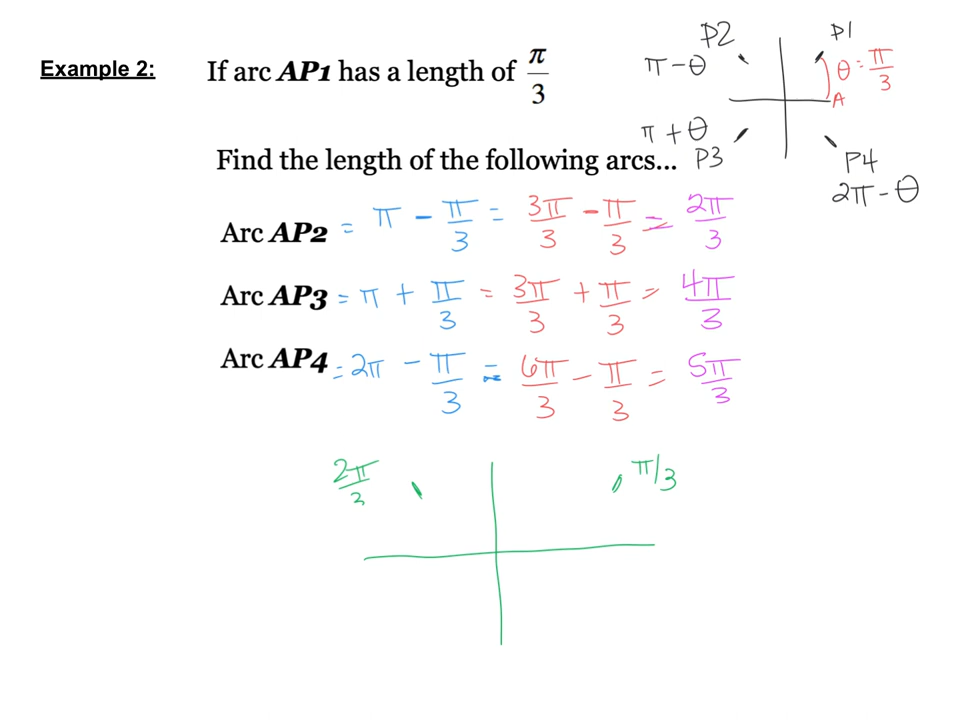 Example 2:
If arc AP1 has a length of π/3
P2
P1
π - θ
θ = π/3
A
π + θ
P3
P4
2π - θ
Find the length of the following arcs...
Arc AP2 = π - π/3 = 3π/3 - π/3 = 2π/3
Arc AP3 = π + π/3 = 3π/3 + π/3 = 4π/3
Arc AP4 = 2π - π/3 = 6π/3 - π/3 = 5π/3
2π/3
π/3